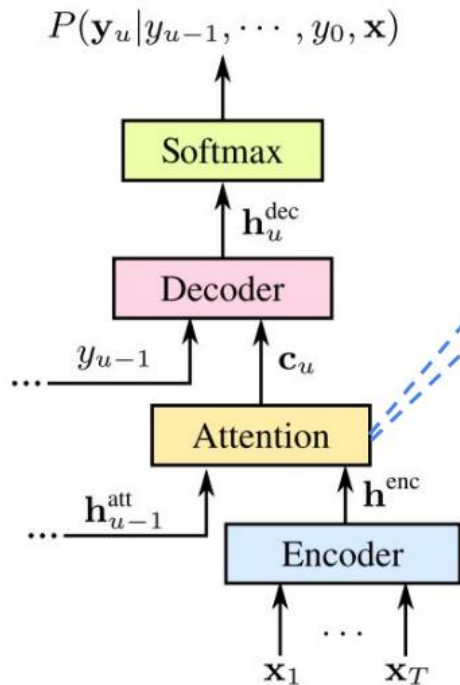 P(y_u|y_{u-1}, ⋯ , y_0, x)
Softmax
h_u^{dec}
Decoder
... y_{u-1}
c_u
Attention
... h_{u-1}^{att}
h^{enc}
Encoder
x_1 ... x_T